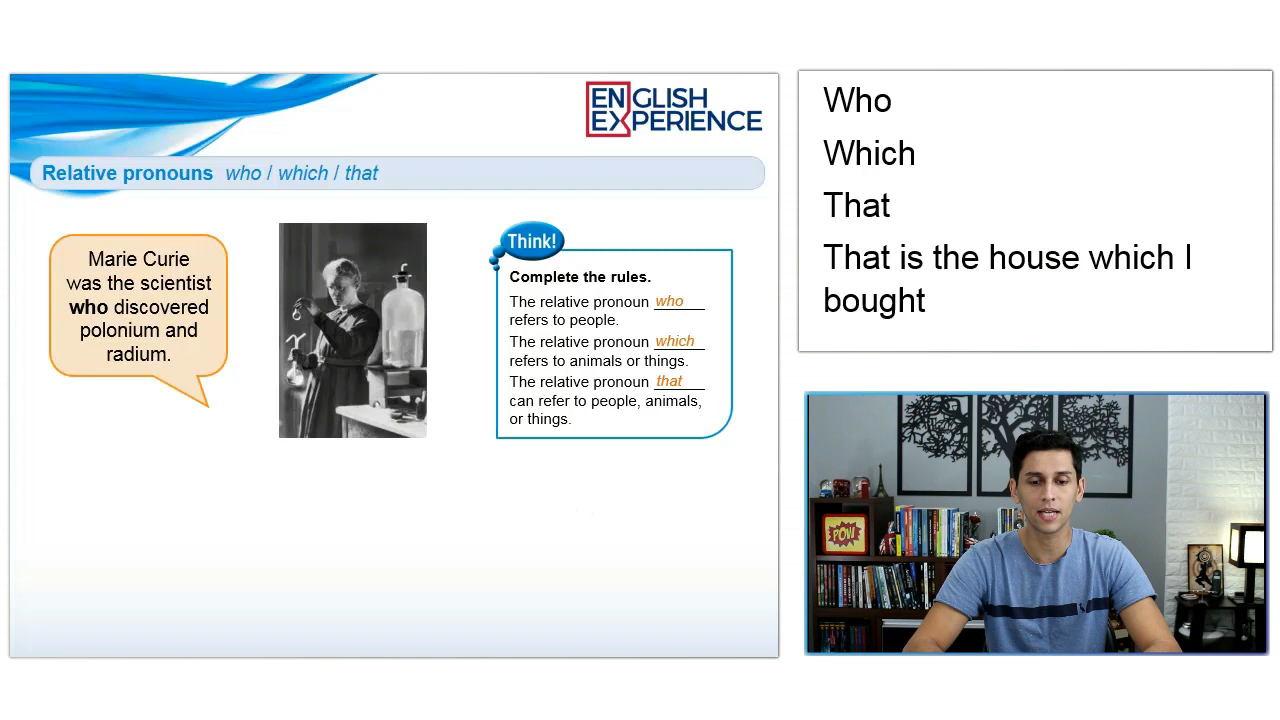 ENGLISH
EXPERIENCE
Relative pronouns who / which / that
Marie Curie
was the scientist
who discovered
polonium and
radium.
Think!
Complete the rules.
The relative pronoun who
refers to people.
The relative pronoun which
refers to animals or things.
The relative pronoun that
can refer to people, animals,
or things.
Who
Which
That
That is the house which I
bought
POW